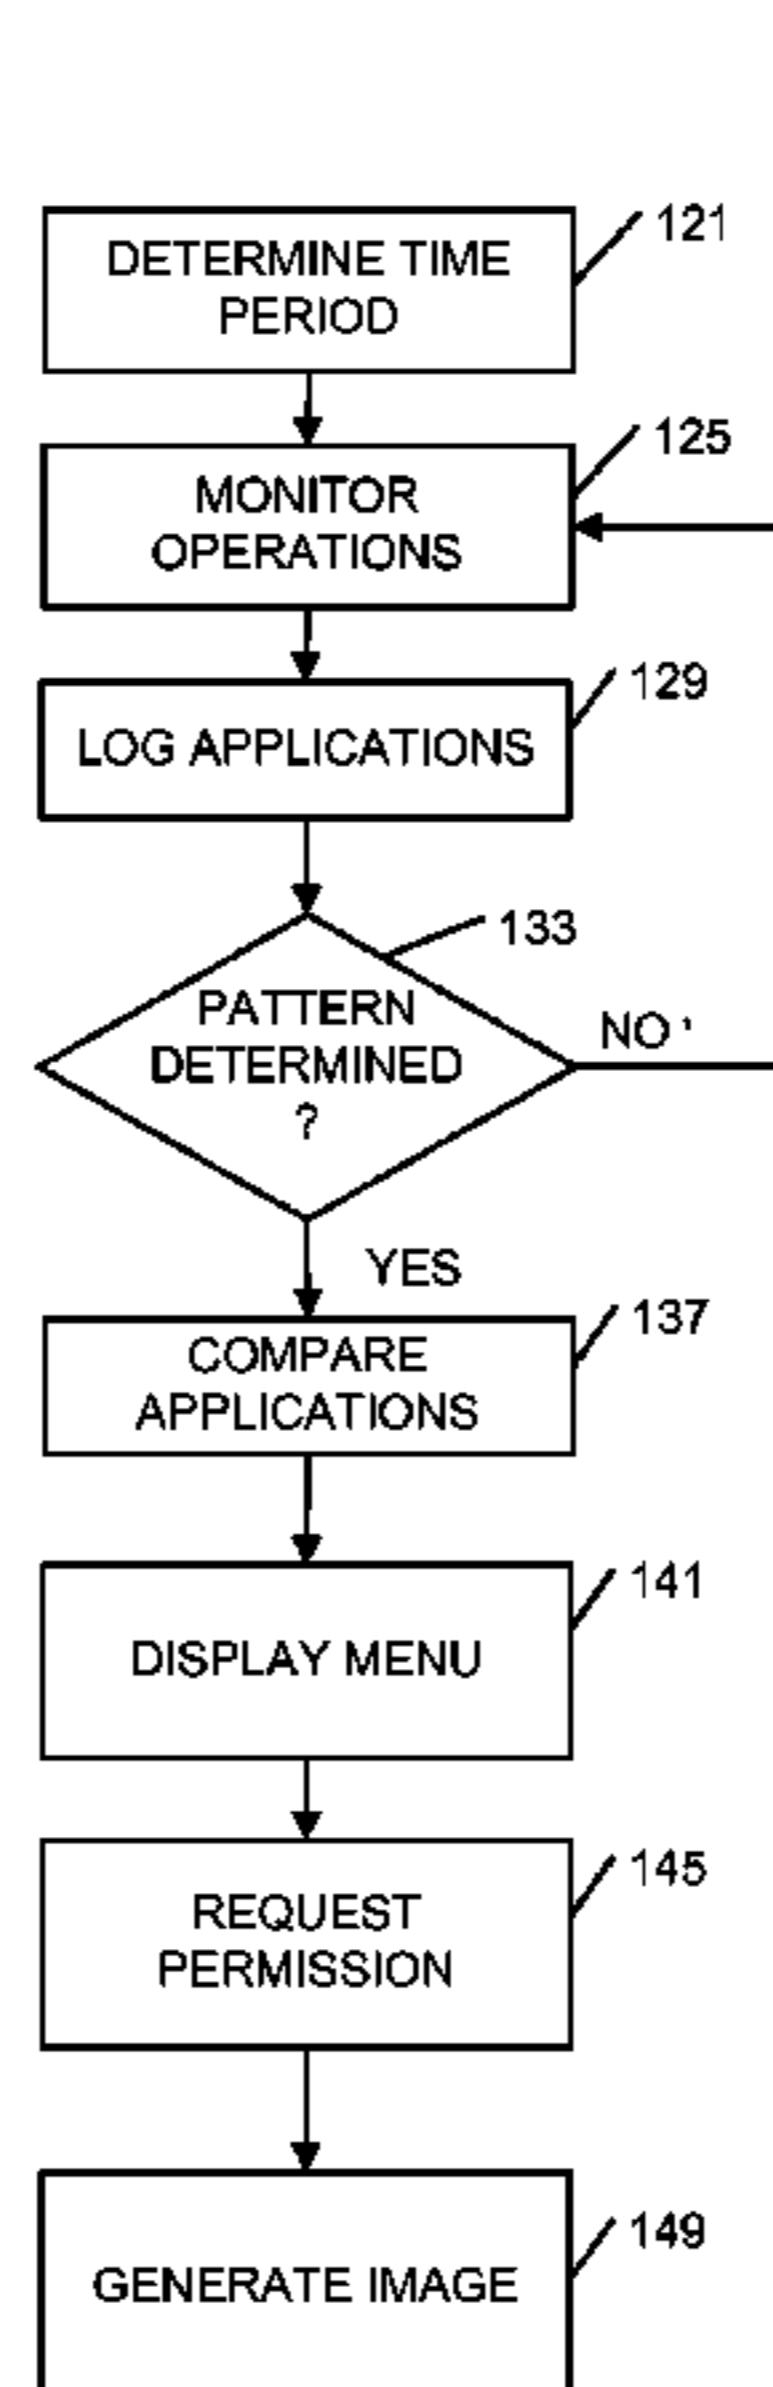 121
DETERMINE TIME
PERIOD
125
MONITOR
OPERATIONS
129
LOG APPLICATIONS
133
PATTERN
DETERMINED
?
NO
YES
137
COMPARE
APPLICATIONS
141
DISPLAY MENU
145
REQUEST
PERMISSION
149
GENERATE IMAGE